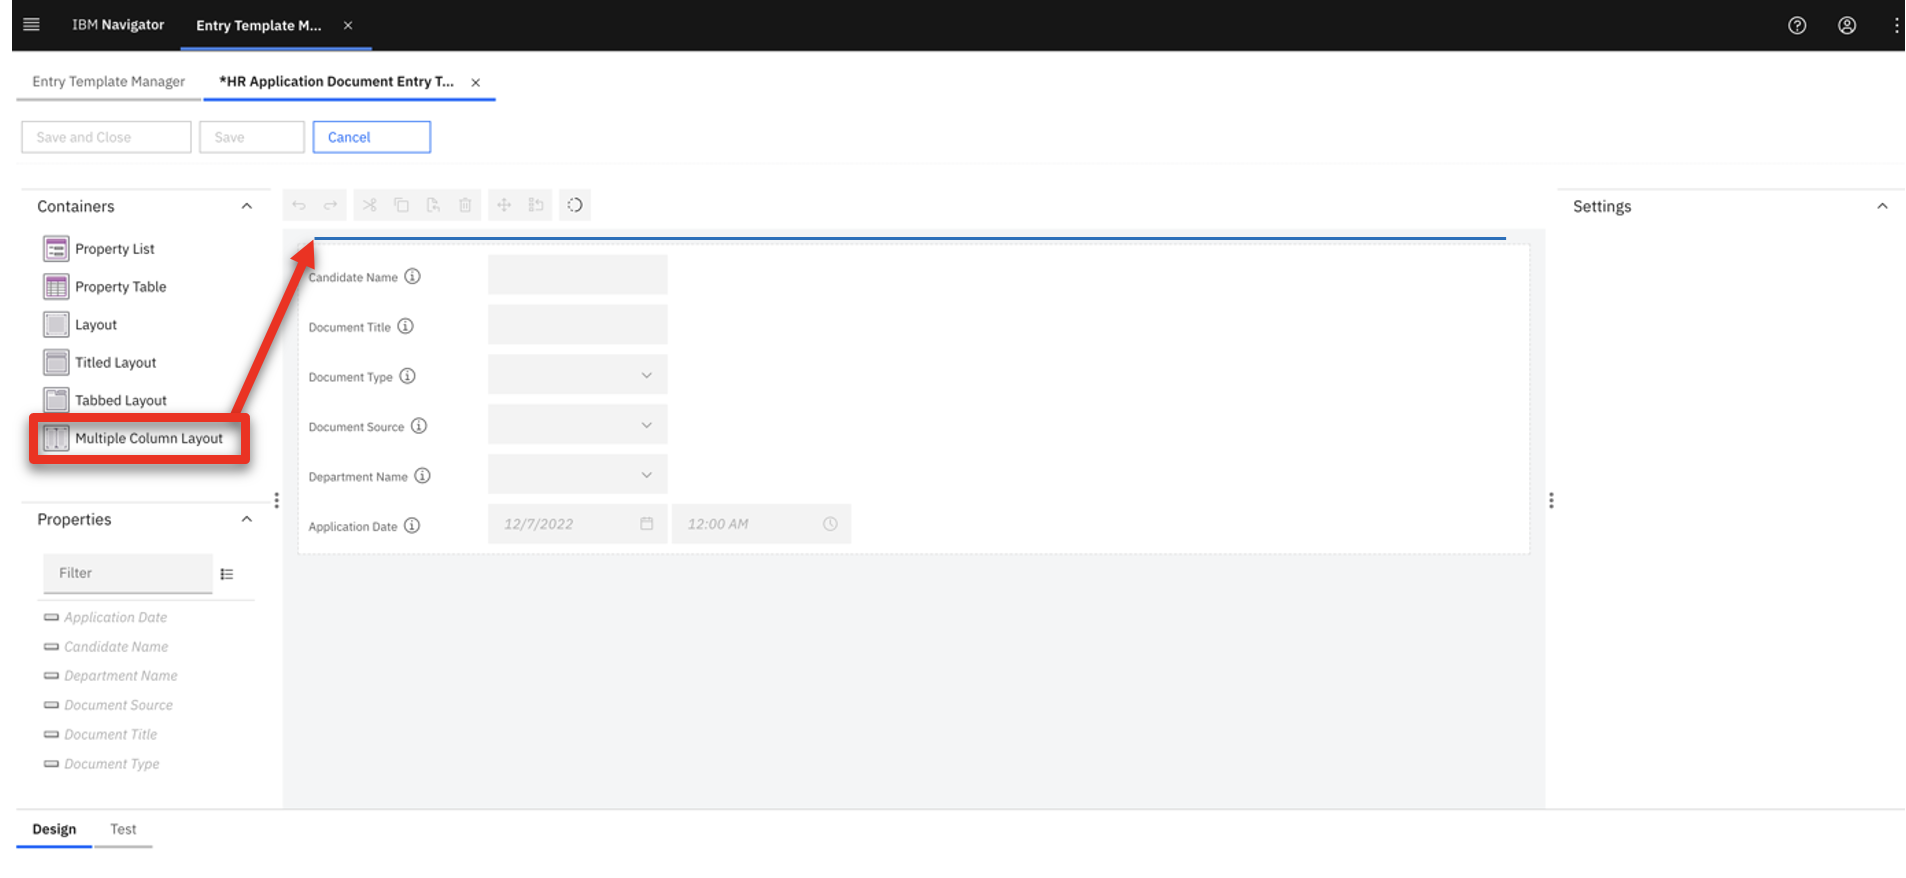 IBM Navigator
Entry Template M...
Entry Template Manager
*HR Application Document Entry T...
Save and Close
Save
Cancel
Containers
Property List
Property Table
Layout
Titled Layout
Tabbed Layout
Multiple Column Layout
Properties
Filter
Application Date
Candidate Name
Department Name
Document Source
Document Title
Document Type
Candidate Name
Document Title
Document Type
Document Source
Department Name
Application Date
12/7/2022
12:00 AM
Settings
Design
Test